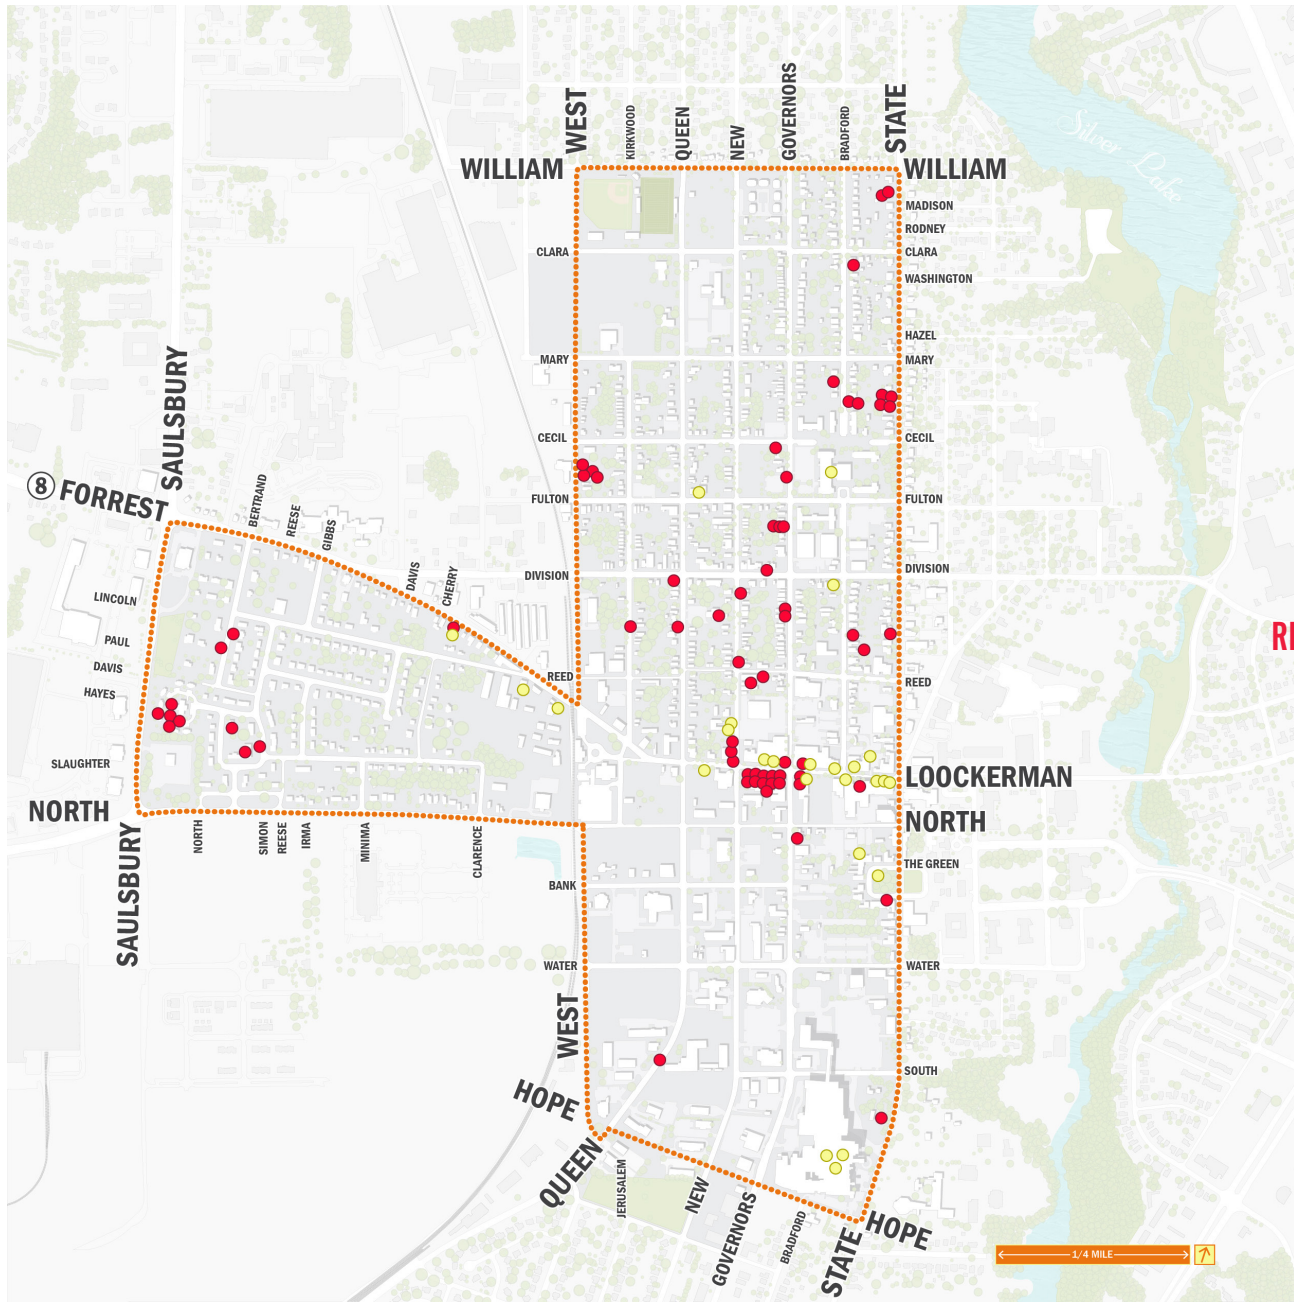 WEST
KIRKWOOD
QUEEN
NEW
GOVERNORS
BRADFORD
STATE
WILLIAM
WILLIAM
Silver Lake
MADISON
RODNEY
CLARA
CLARA
WASHINGTON
HAZEL
MARY
MARY
SAULSBURY
CECIL
CECIL
8 FORREST
BERTRAND
REESE
GIBBS
FULTON
FULTON
DAVIS
CHERRY
DIVISION
DIVISION
LINCOLN
PAUL
DAVIS
HAYES
REED
REED
SLAUGHTER
LOOCKERMAN
NORTH
NORTH
SAULSBURY
NORTH
SIMON
REESE
IRMA
MINIMA
CLARENCE
THE GREEN
BANK
WATER
WATER
WEST
SOUTH
HOPE
QUEEN
JERUSALEM
NEW
GOVERNORS
BRADFORD
STATE
HOPE
1/4 MILE